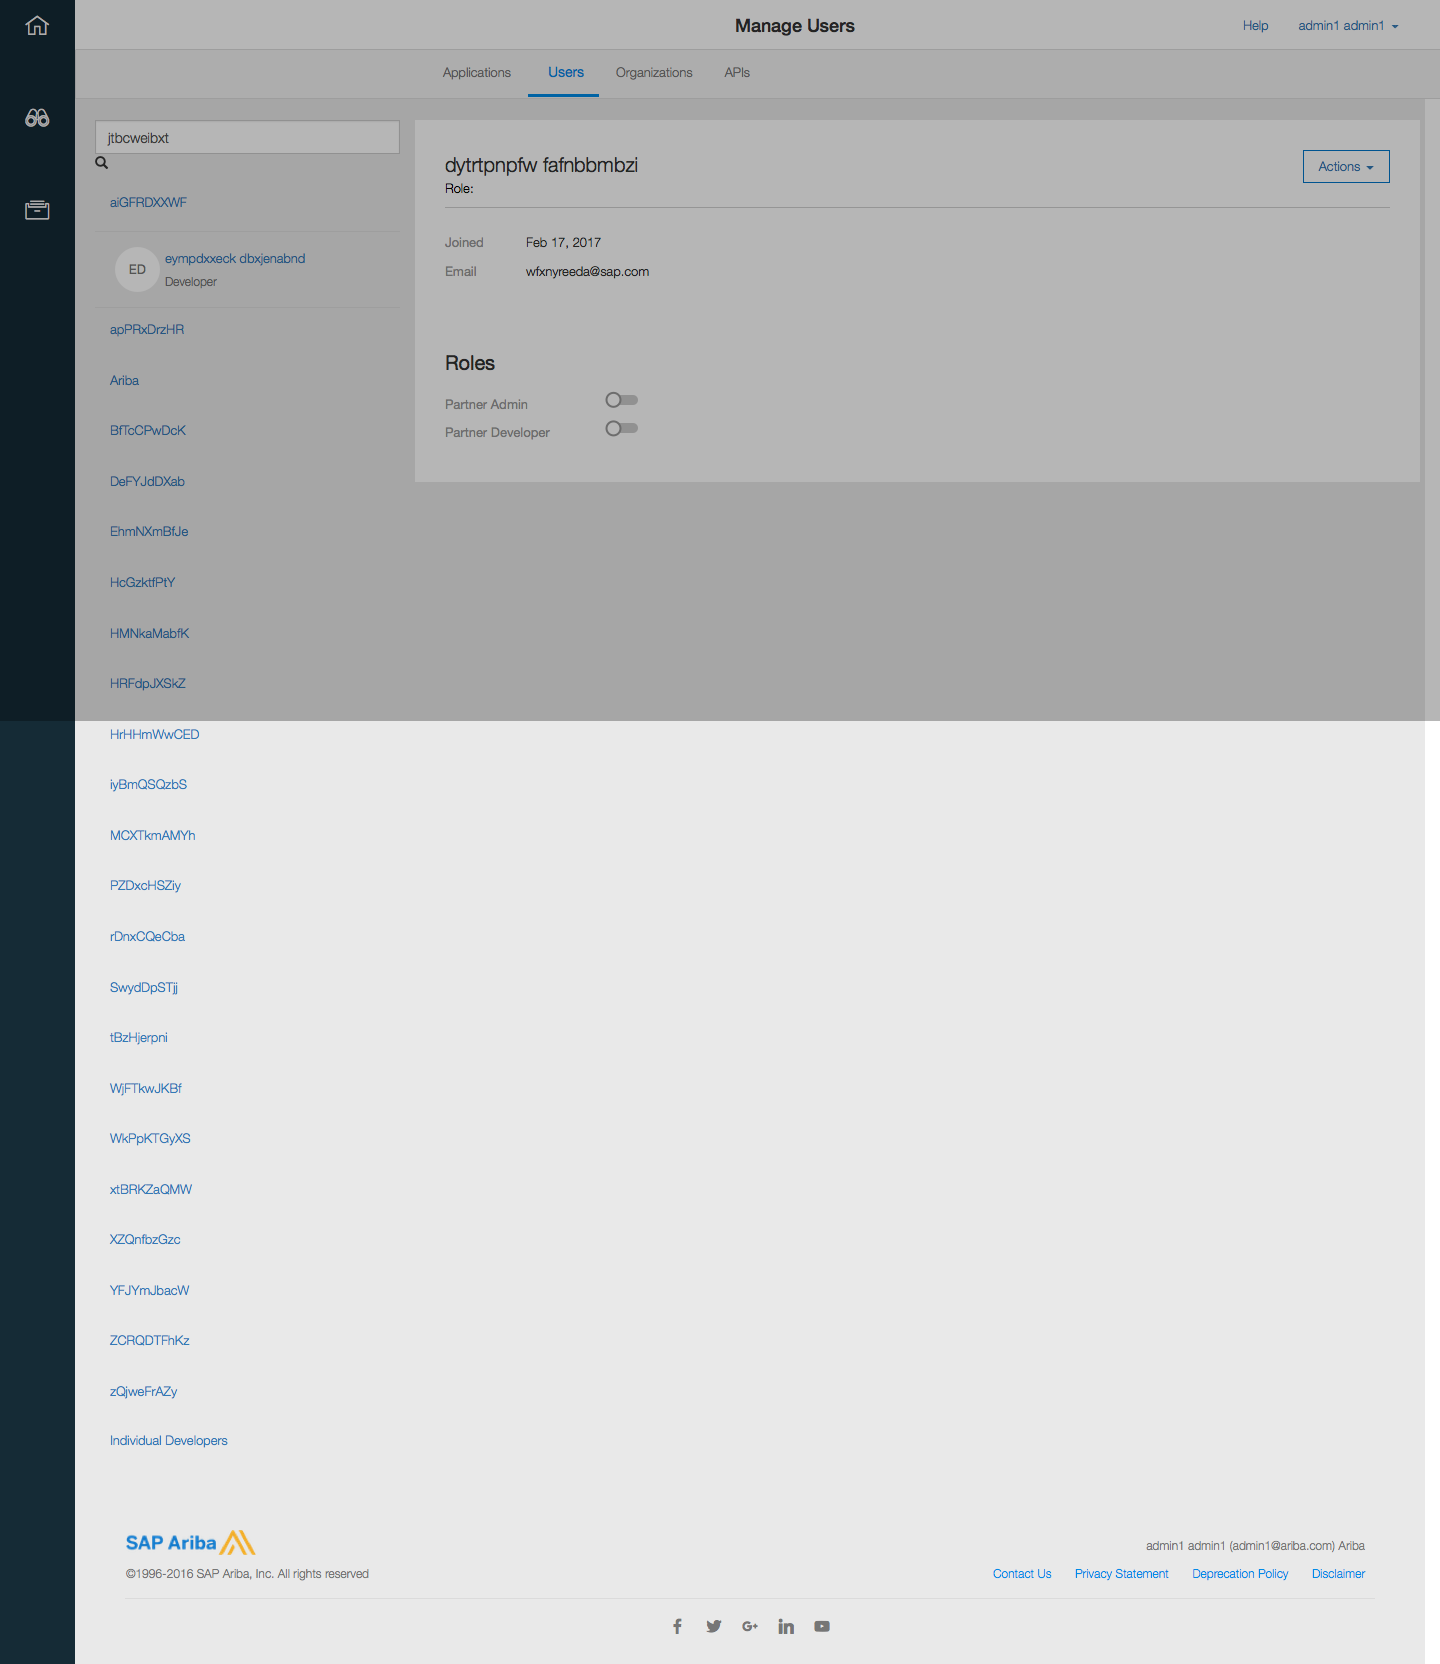 Manage Users
Help admin1 admin1
Applications Users Organizations APIs
jtbcweibxt
aiGFRDXXWF
ED
eympdxxeck dbxjenabnd
Developer
apPRxDrzHR
Ariba
BfTcCPwDcK
DeFYJdDXab
EhmNXmBfJe
HcGzktfPtY
HMNkaMabfK
HRFdpJXSkZ
HrHHmWwCED
iyBmQSQzbS
MCXTkmAMYh
PZDxcHSZiy
rDnxCQeCba
SwydDpSTjj
tBzHjerpni
WjFTkwJKBf
WkPpKTGyXS
xtBRKZaQMW
XZQnfbzGzc
YFJYmJbacW
ZCRQDTFhKz
zQjweFrAZy
Individual Developers
dytrtpnpfw fafnbbmbzi
Role:
Actions
Joined Feb 17, 2017
Email wfxnyreeda@sap.com
Roles
Partner Admin
Partner Developer
SAP Ariba
©1996-2016 SAP Ariba, Inc. All rights reserved
admin1 admin1 (admin1@ariba.com) Ariba
Contact Us Privacy Statement Deprecation Policy Disclaimer